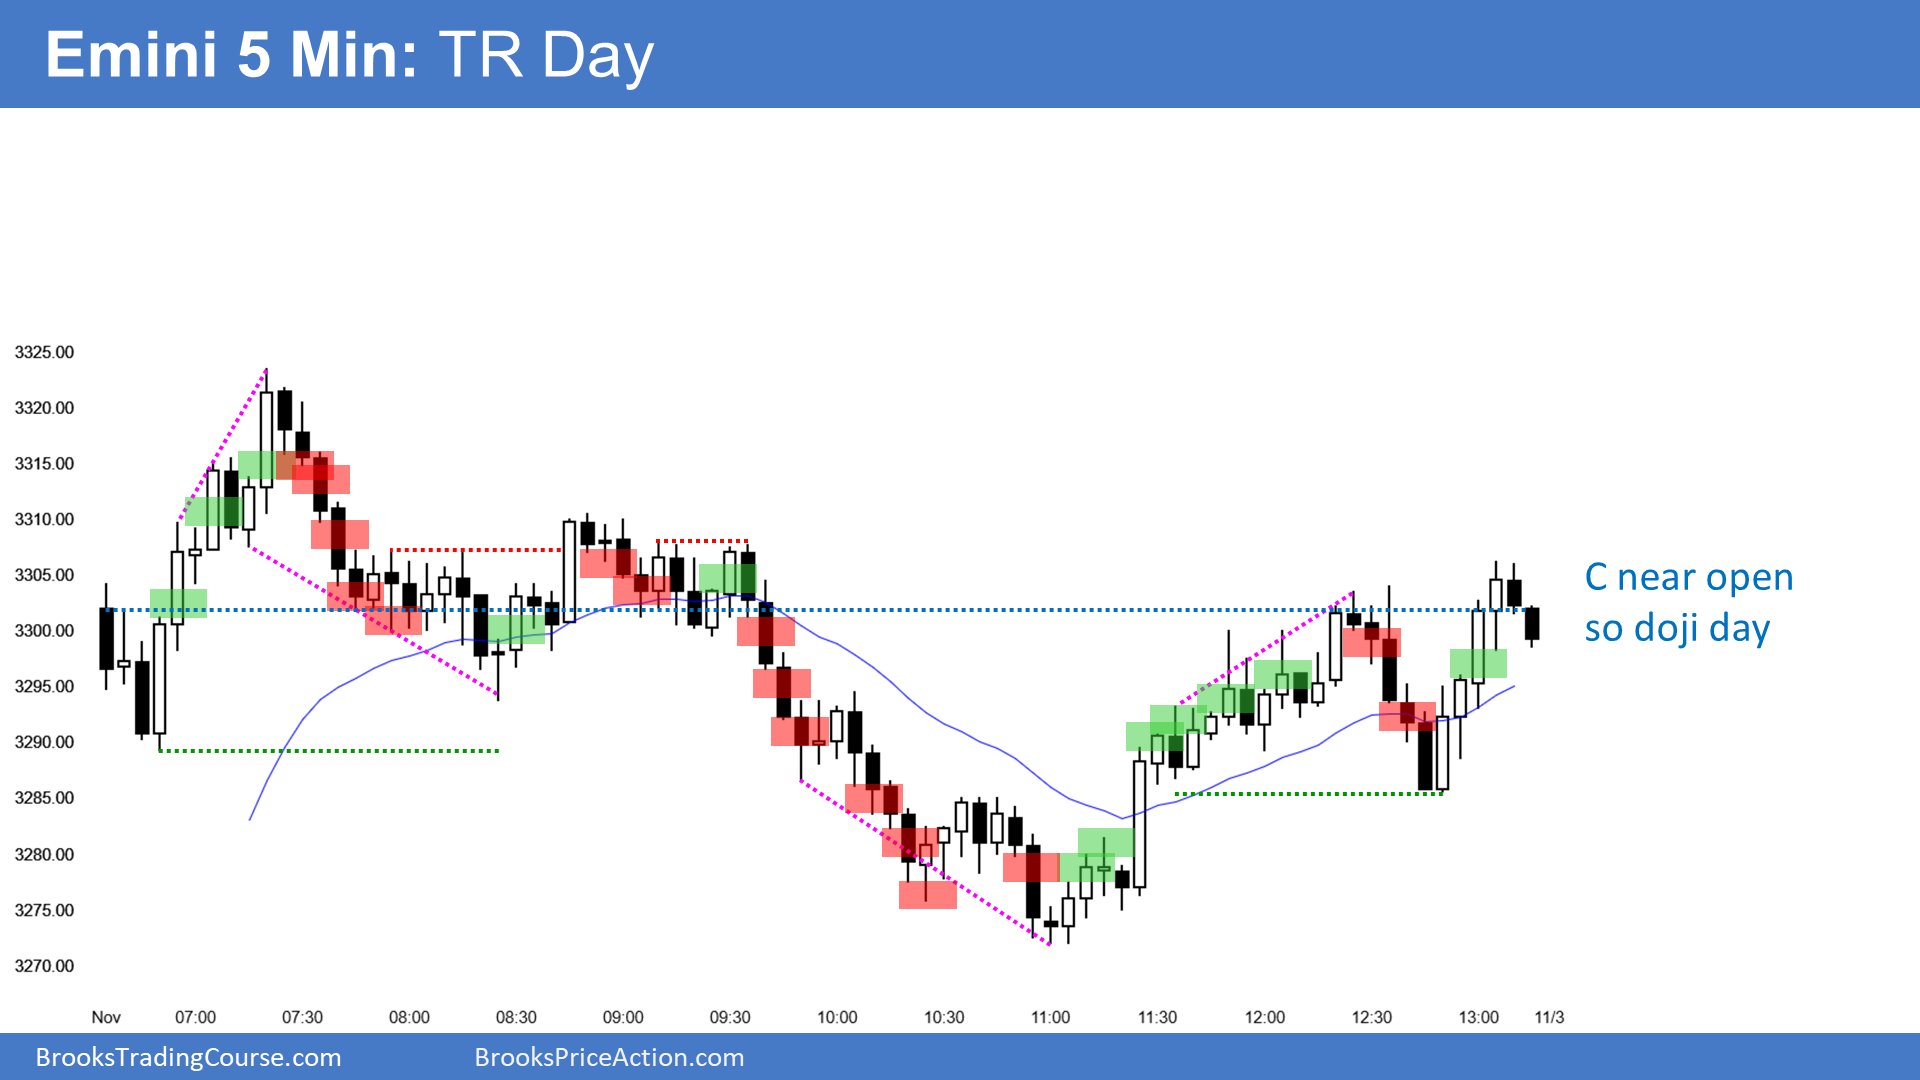 Emini 5 Min: TR Day
3325.00
3320.00
3315.00
3310.00
3305.00
3300.00
3295.00
3290.00
3285.00
3280.00
3275.00
3270.00
C near open
so doji day
Nov 07:00 07:30 08:00 08:30 09:00 09:30 10:00 10:30 11:00 11:30 12:00 12:30 13:00 11/3
BrooksTradingCourse.com BrooksPriceAction.com